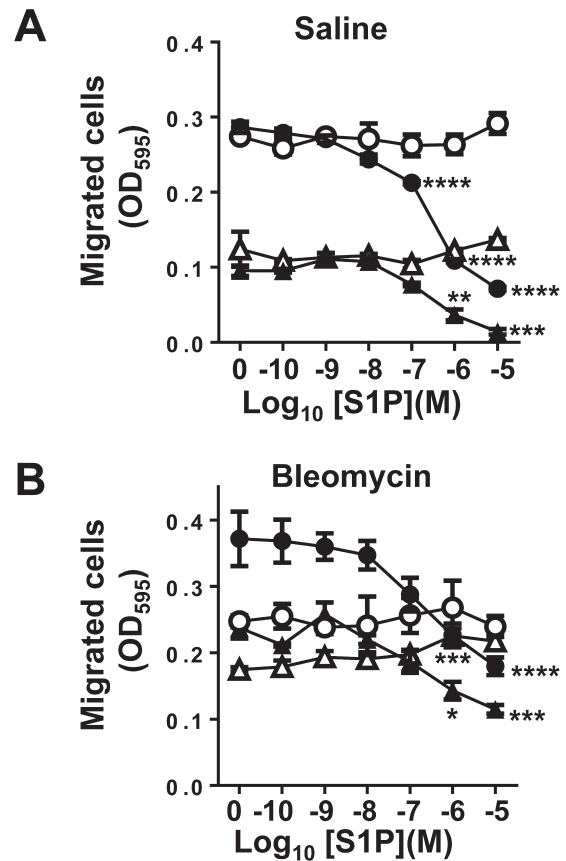 A
Saline
Migrated cells
(OD595)
0.4
0.3
0.2
0.1
0.0
****
****
**
****
***
0 -10 -9 -8 -7 -6 -5
Log10 [S1P](M)
B
Bleomycin
Migrated cells
(OD595)
0.4
0.3
0.2
0.1
0.0
***
****
*
***
0 -10 -9 -8 -7 -6 -5
Log10 [S1P](M)